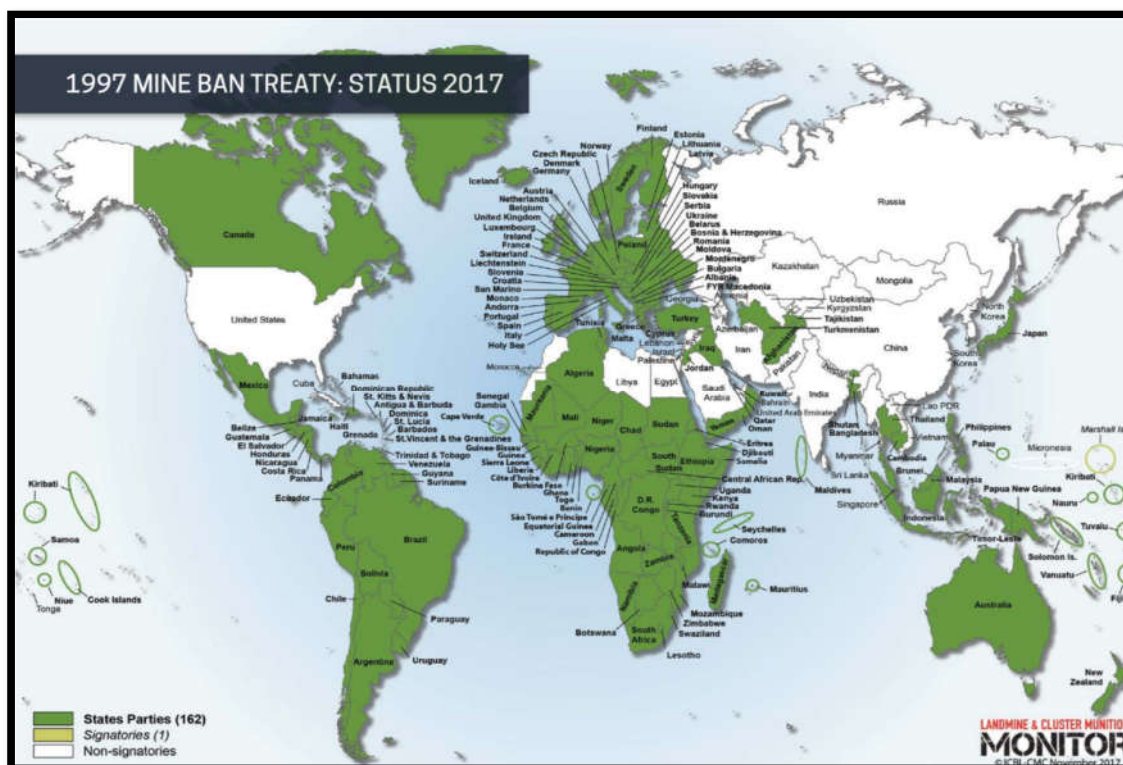 1997 MINE BAN TREATY: STATUS 2017
Finland
Estonia
Lithuania
Latvia
Norway
Czech Republic
Denmark
Germany
Iceland
Sweden
Austria
Netherlands
Belgium
United Kingdom
Luxembourg
Ireland
France
Switzerland
Liechtenstein
Slovenia
Croatia
San Marino
Monaco
Andorra
Portugal
Spain
Italy
Holy See
Hungary
Slovakia
Serbia
Ukraine
Belarus
Bosnia & Herzegovina
Romania
Moldova
Montenegro
Bulgaria
Albania
FYR Macedonia
Poland
Russia
Canada
United States
Kazakhstan
Mongolia
Georgia
Armenia
Azerbaijan
Uzbekistan
Kyrgyzstan
Tajikistan
Turkmenistan
North
Korea
South
Korea
Japan
China
Turkey
Greece
Malta
Tunisia
Cyprus
Lebanon
Israel
Palestine
Syria
Iraq
Jordan
Iran
Afghanistan
Pakistan
Nepal
India
Morocco
Algeria
Libya
Egypt
Saudi
Arabia
Kuwait
Bahrain
United Arab Emirates
Qatar
Oman
Yemen
Mexico
Cuba
Bahamas
Dominican Republic
St. Kitts & Nevis
Antigua & Barbuda
Dominica
St. Lucia
Barbados
St.Vincent & the Grenadines
Jamaica
Haiti
Grenada
Belize
Guatemala
El Salvador
Honduras
Nicaragua
Costa Rica
Panama
Trinidad & Tobago
Venezuela
Guyana
Suriname
Colombia
Ecuador
Peru
Brazil
Bolivia
Chile
Paraguay
Uruguay
Argentina
Senegal
Gambia
Cape Verde
Guinea Bissau
Guinea
Sierra Leone
Liberia
Côte d'Ivoire
Burkina Faso
Ghana
Togo
Benin
São Tomé e Príncipe
Equatorial Guinea
Cameroun
Gabon
Republic of Congo
Mauritania
Mali
Niger
Chad
Sudan
Nigeria
South
Sudan
Ethiopia
Eritrea
Djibouti
Somalia
Central African Rep.
Uganda
Kenya
Rwanda
Burundi
D.R.
Congo
Tanzania
Seychelles
Comoros
Angola
Zambia
Malawi
Madagascar
Mauritius
Mozambique
Zimbabwe
Swaziland
Namibia
Botswana
South
Africa
Lesotho
Bhutan
Bangladesh
Myanmar
Sri Lanka
Maldives
Lao PDR
Thailand
Vietnam
Cambodia
Brunei
Malaysia
Singapore
Indonesia
Timor-Leste
Philippines
Palau
Micronesia
Marshall Is
Kiribati
Nauru
Papua New Guinea
Tuvalu
Solomon Is.
Vanuatu
Fiji
Australia
New
Zealand
Kiribati
Samoa
Tonga
Niue
Cook Islands
States Parties (162)
Signatories (1)
Non-signatories
LANDMINE & CLUSTER MUNITION
MONITOR
© ICBL-CMC November 2017